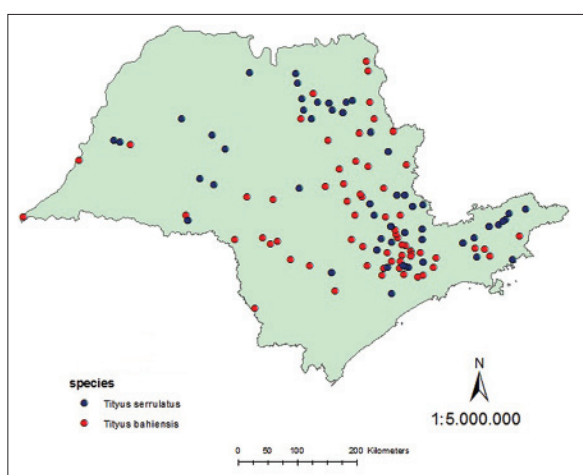 N
1:5.000.000
species
Tityus serrulatus
Tityus bahiensis
0 50 100 200 Kilometers